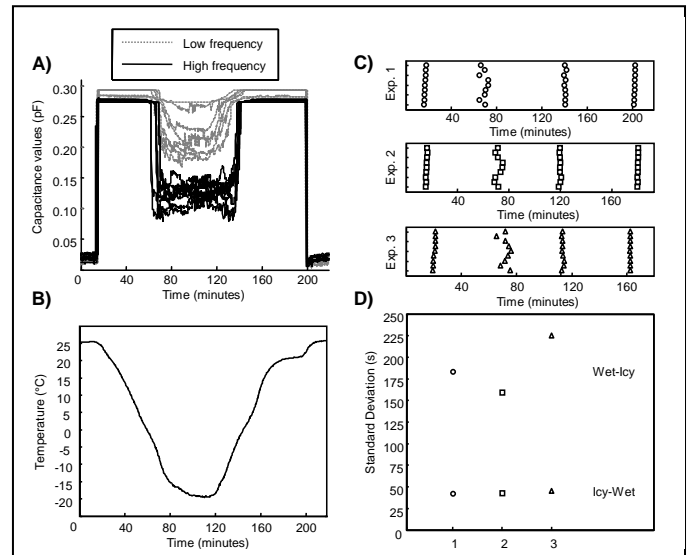 Low frequency
High frequency
A)
0.30
0.25
0.20
0.15
0.10
0.05
Capacitance values (pF)
0 40 80 120 160 200
Time (minutes)
B)
25
15
5
0
-5
-10
-15
-20
Temperature (°C)
0 40 80 120 160 200
Time (minutes)
C)
Exp. 1
40 80 120 160 200
Time (minutes)
Exp. 2
40 80 120 160
Time (minutes)
Exp. 3
40 80 120 160
Time (minutes)
D)
250
225
200
175
150
125
100
75
50
25
0
Standard Deviation (s)
Wet-Icy
Icy-Wet
1 2 3